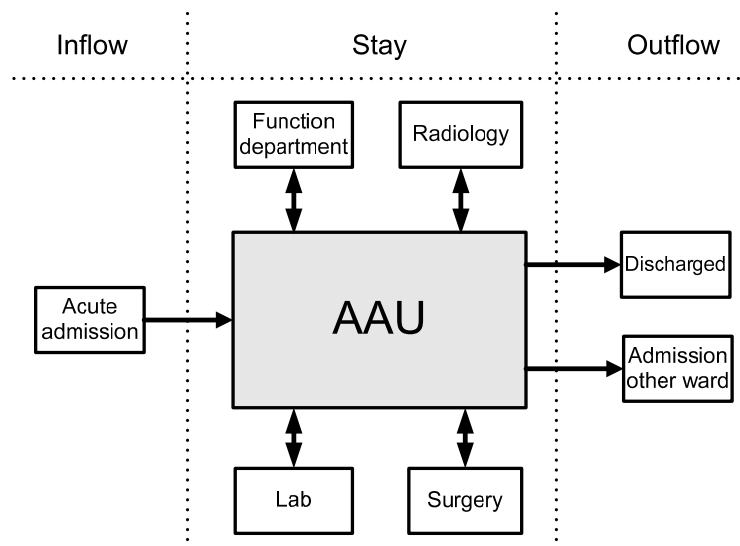 Inflow
Stay
Outflow
Function
department
Radiology
Acute
admission
AAU
Discharged
Admission
other ward
Lab
Surgery